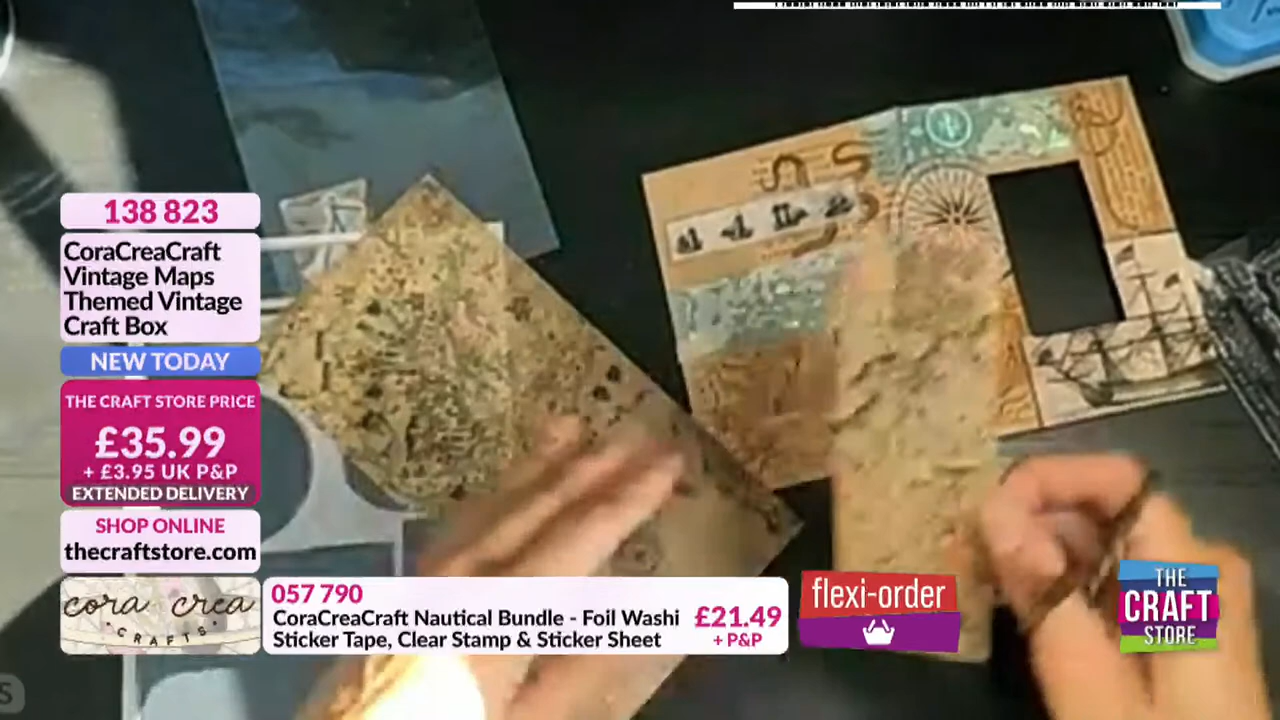 138 823
CoraCreaCraft
Vintage Maps
Themed Vintage
Craft Box
NEW TODAY
THE CRAFT STORE PRICE
£35.99
+ £3.95 UK P&P
EXTENDED DELIVERY
SHOP ONLINE
thecraftstore.com
cora crea
CRAFTS
057 790
CoraCreaCraft Nautical Bundle - Foil Washi
Sticker Tape, Clear Stamp & Sticker Sheet
£21.49
+ P&P
flexi-order
THE
CRAFT
STORE